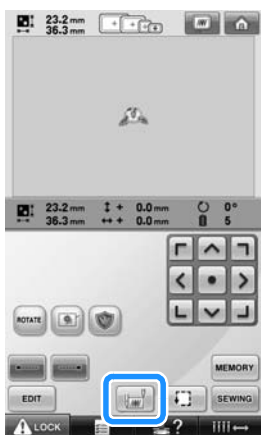 23.2 mm
36.3 mm
23.2 mm + 0.0 mm 0°
36.3 mm + 0.0 mm 5
ROTATE
MEMORY
EDIT SEWING
LOCK ?